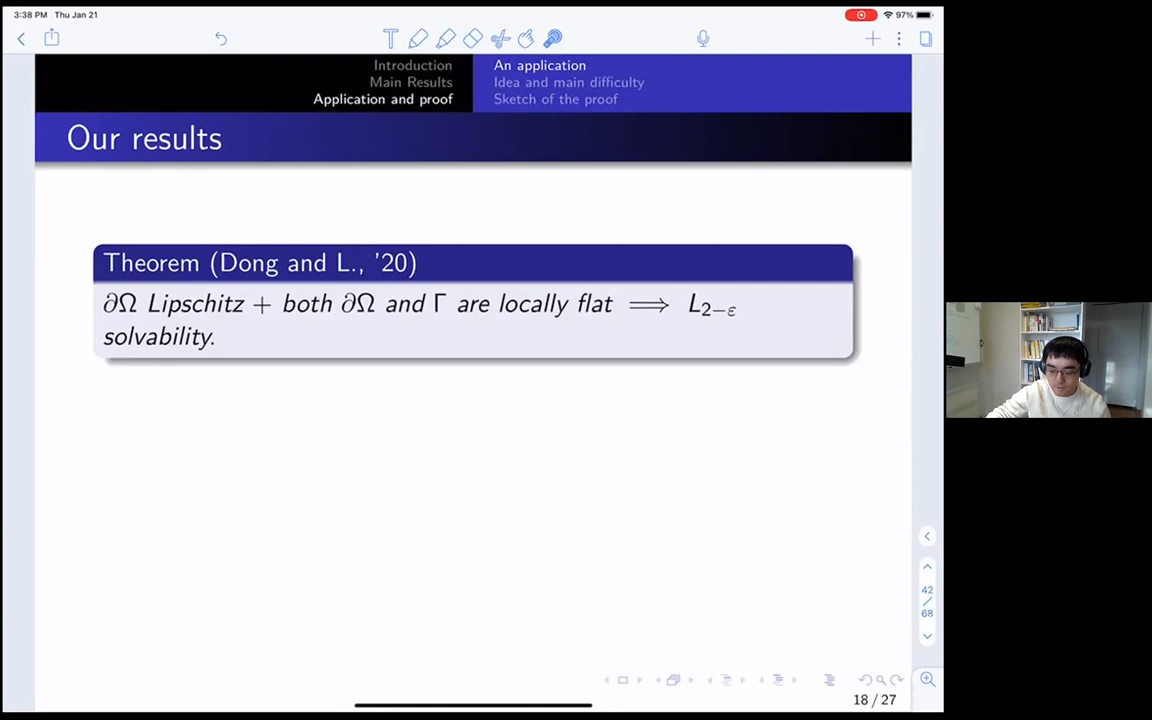 3:38 PM Thu Jan 21
97%
Introduction
Main Results
Application and proof
An application
Idea and main difficulty
Sketch of the proof
Our results
Theorem (Dong and L., '20)
∂Ω Lipschitz + both ∂Ω and Γ are locally flat ⟹ L₂₋ε
solvability.
42
/
68
18 / 27